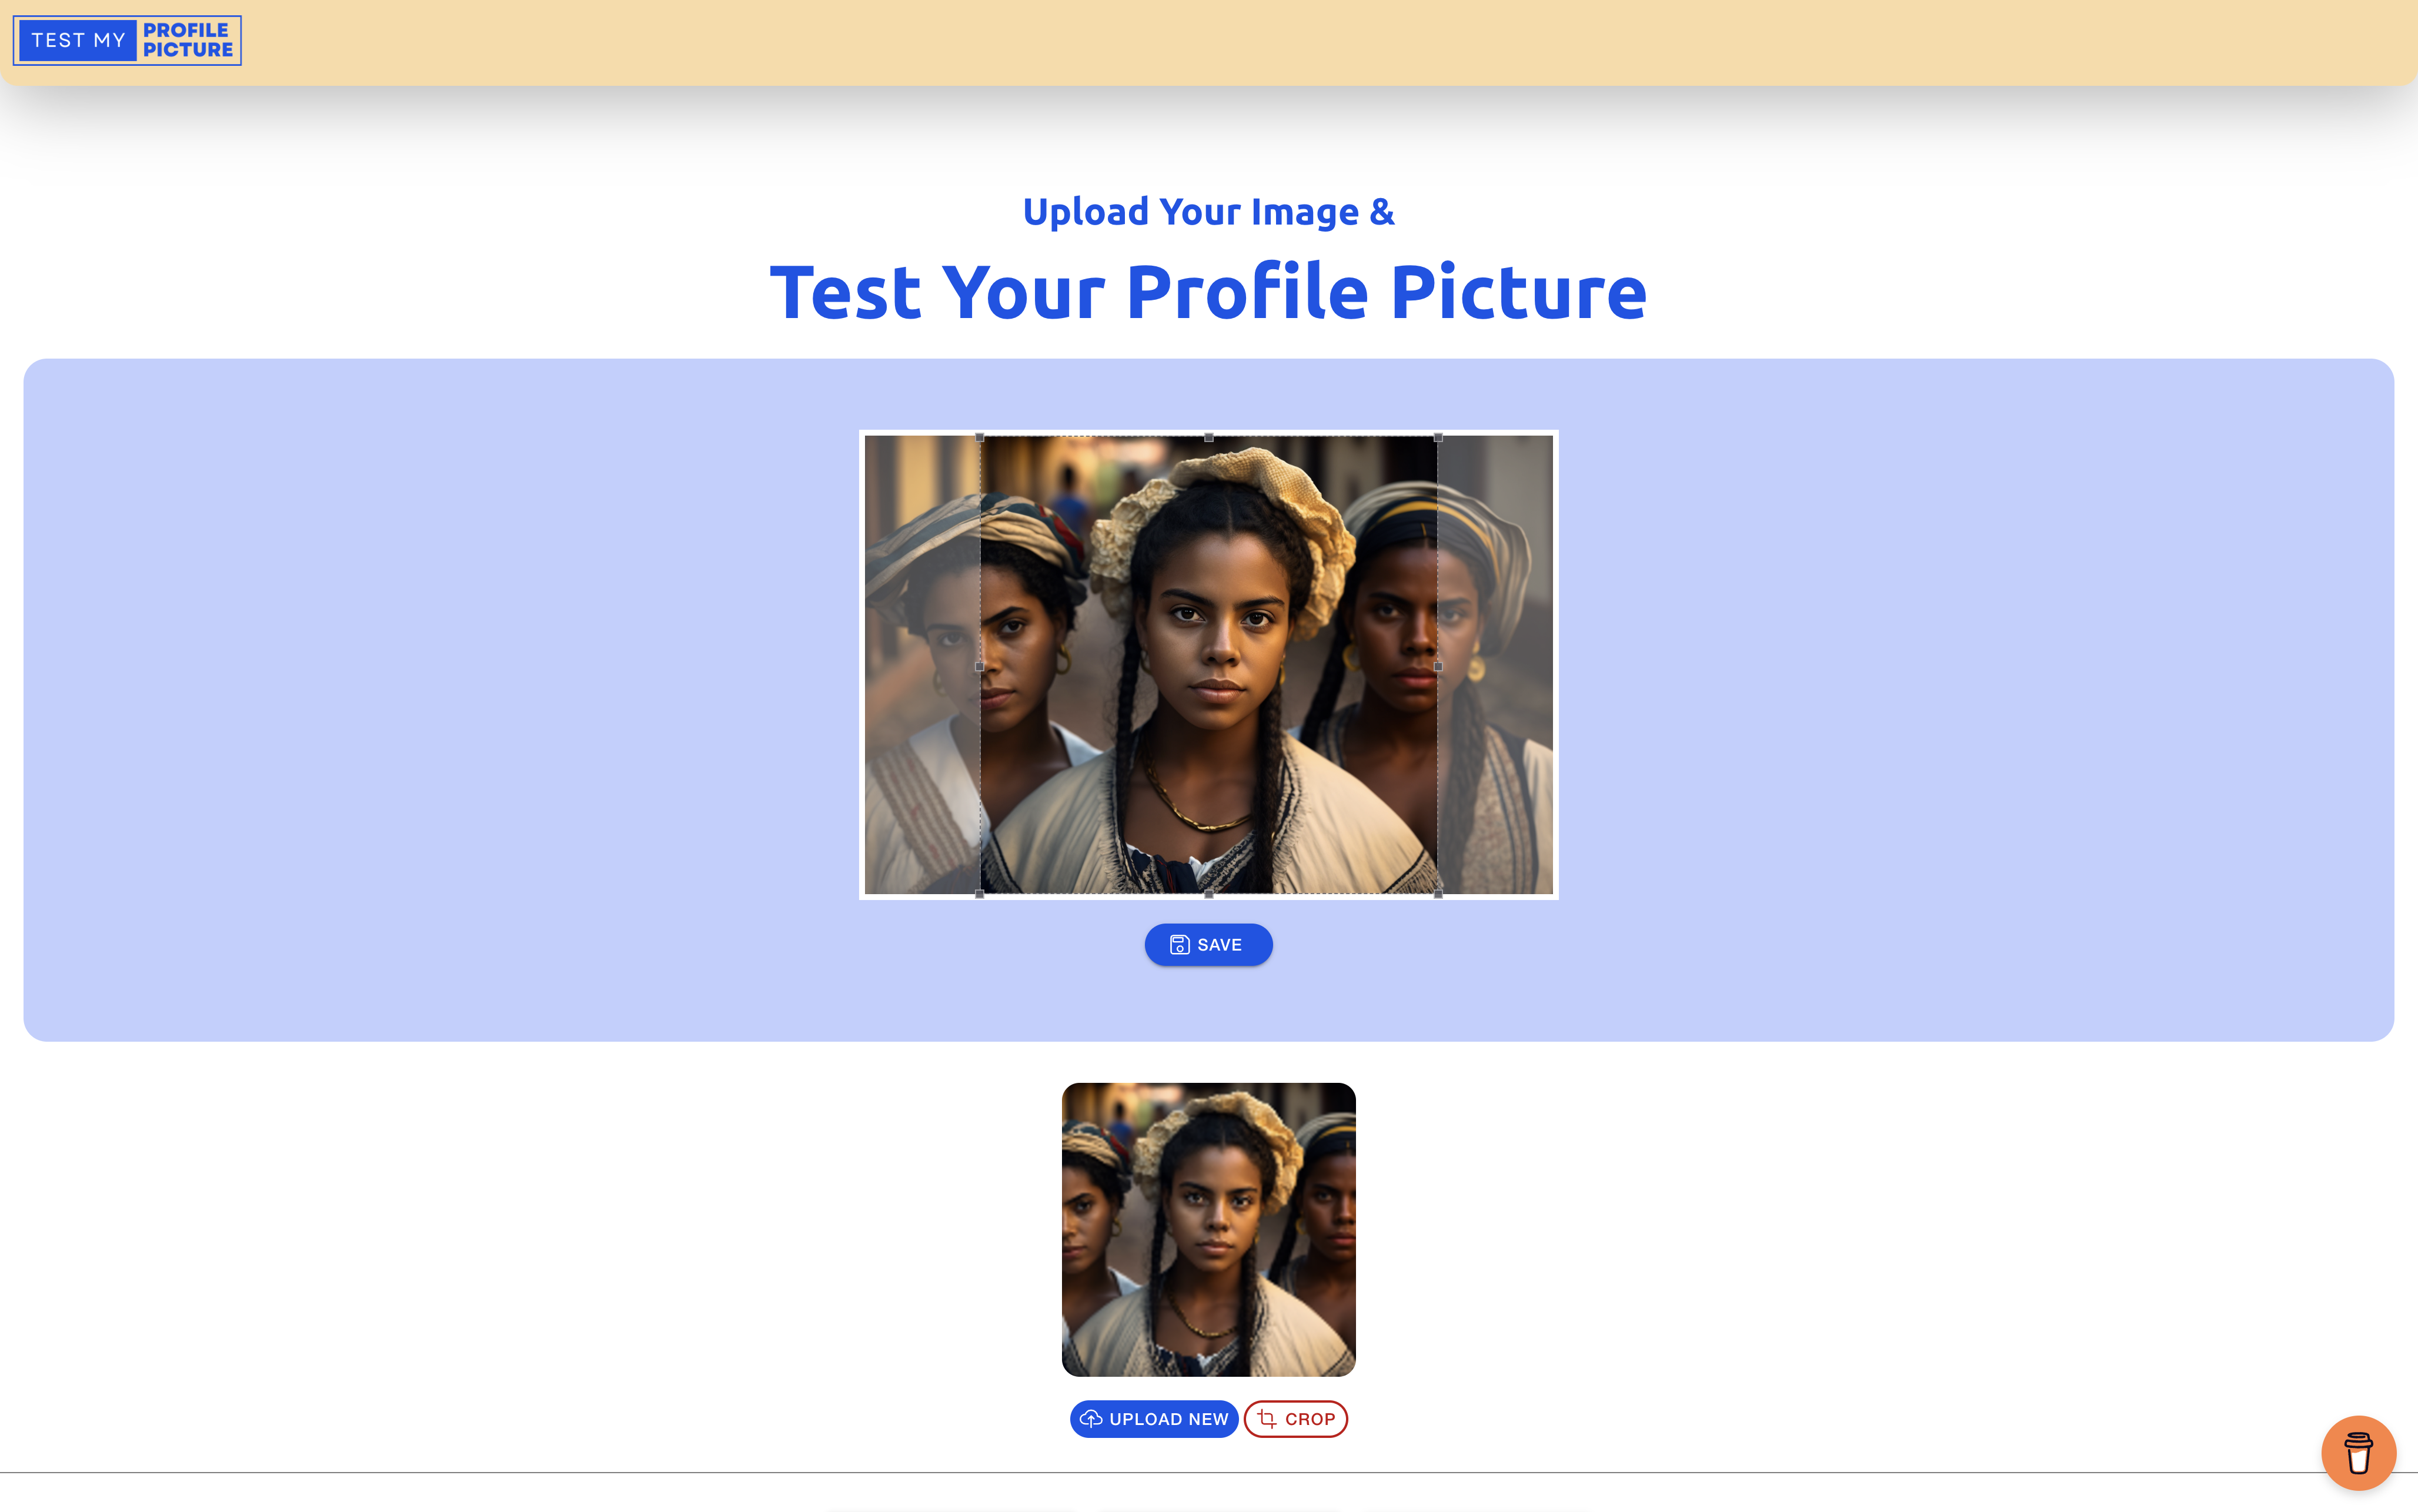 TEST MY
PROFILE
PICTURE
Upload Your Image &
Test Your Profile Picture
SAVE
UPLOAD NEW
CROP